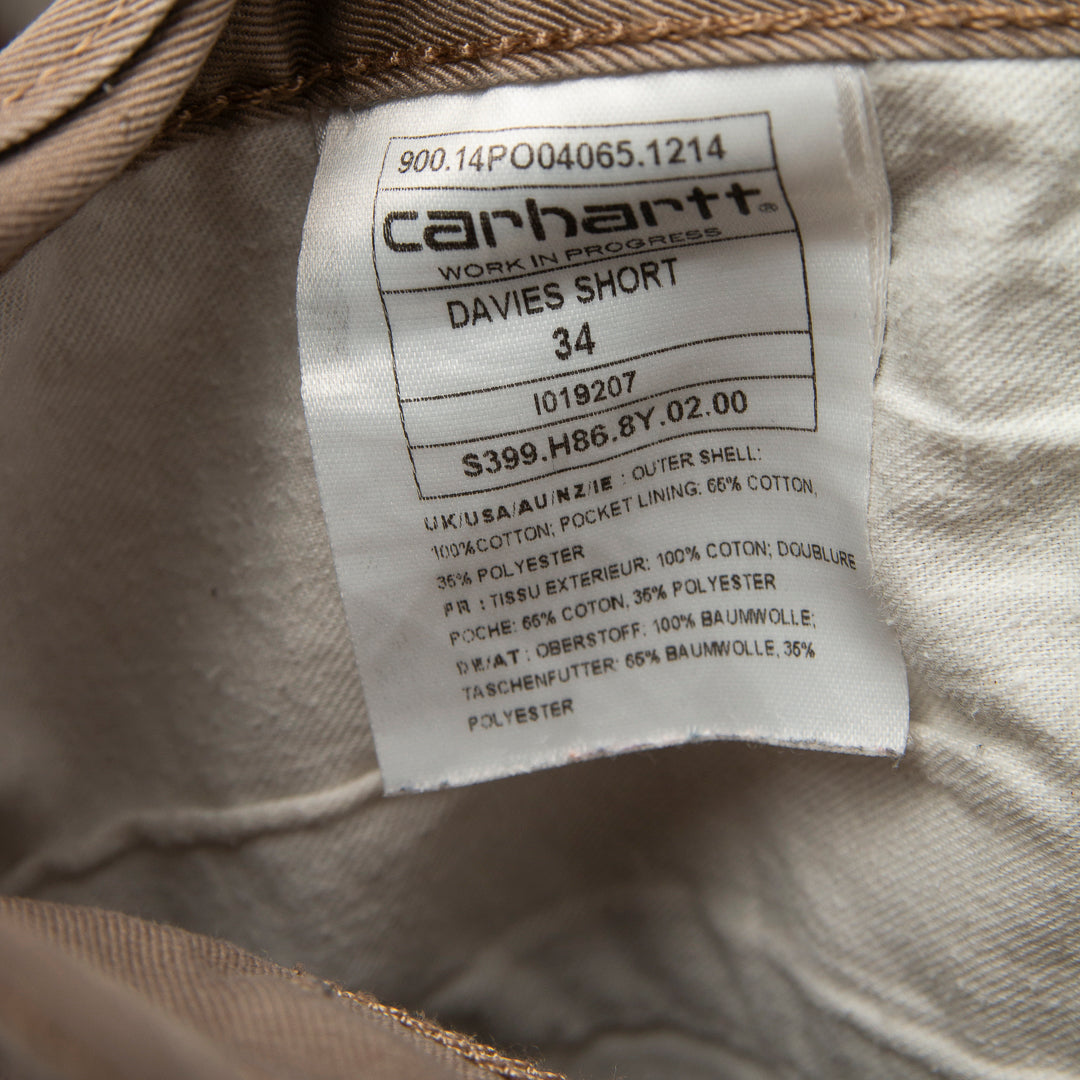 900.14PO04065.1214
carhartt®
WORK IN PROGRESS
DAVIES SHORT
34
I019207
S399.H86.8Y.02.00
UK/USA/AU/NZ/IE : OUTER SHELL:
100%COTTON; POCKET LINING: 65% COTTON,
35% POLYESTER
FR : TISSU EXTERIEUR: 100% COTON; DOUBLURE
POCHE: 65% COTON, 35% POLYESTER
DE/AT : OBERSTOFF: 100% BAUMWOLLE;
TASCHENFUTTER: 65% BAUMWOLLE, 35%
POLYESTER